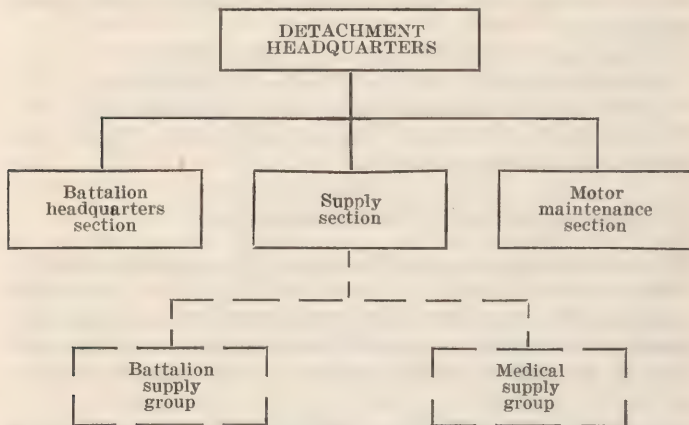 DETACHMENT
HEADQUARTERS
Battalion
headquarters
section
Supply
section
Motor
maintenance
section
Battalion
supply
group
Medical
supply
group